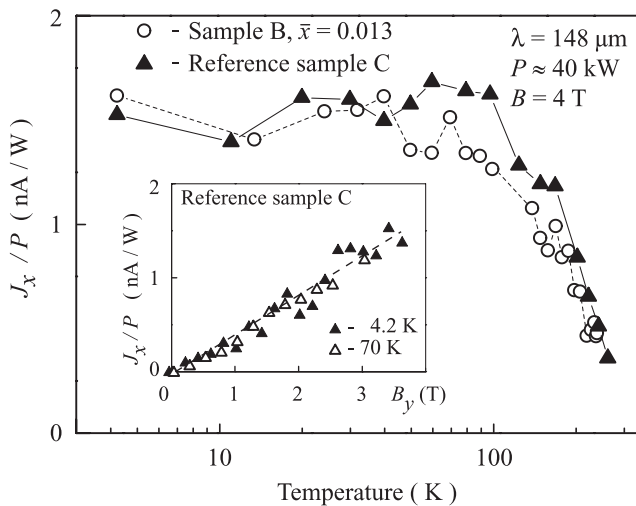 2
○ - Sample B, x̄ = 0.013
▲ - Reference sample C
λ = 148 μm
P ≈ 40 kW
B = 4 T
J_x / P ( nA / W )
1
0
10
100
Temperature ( K )
Reference sample C
2
J_x / P ( nA / W )
1
0
▲ - 4.2 K
△ - 70 K
0
1
2
3
B_y (T)